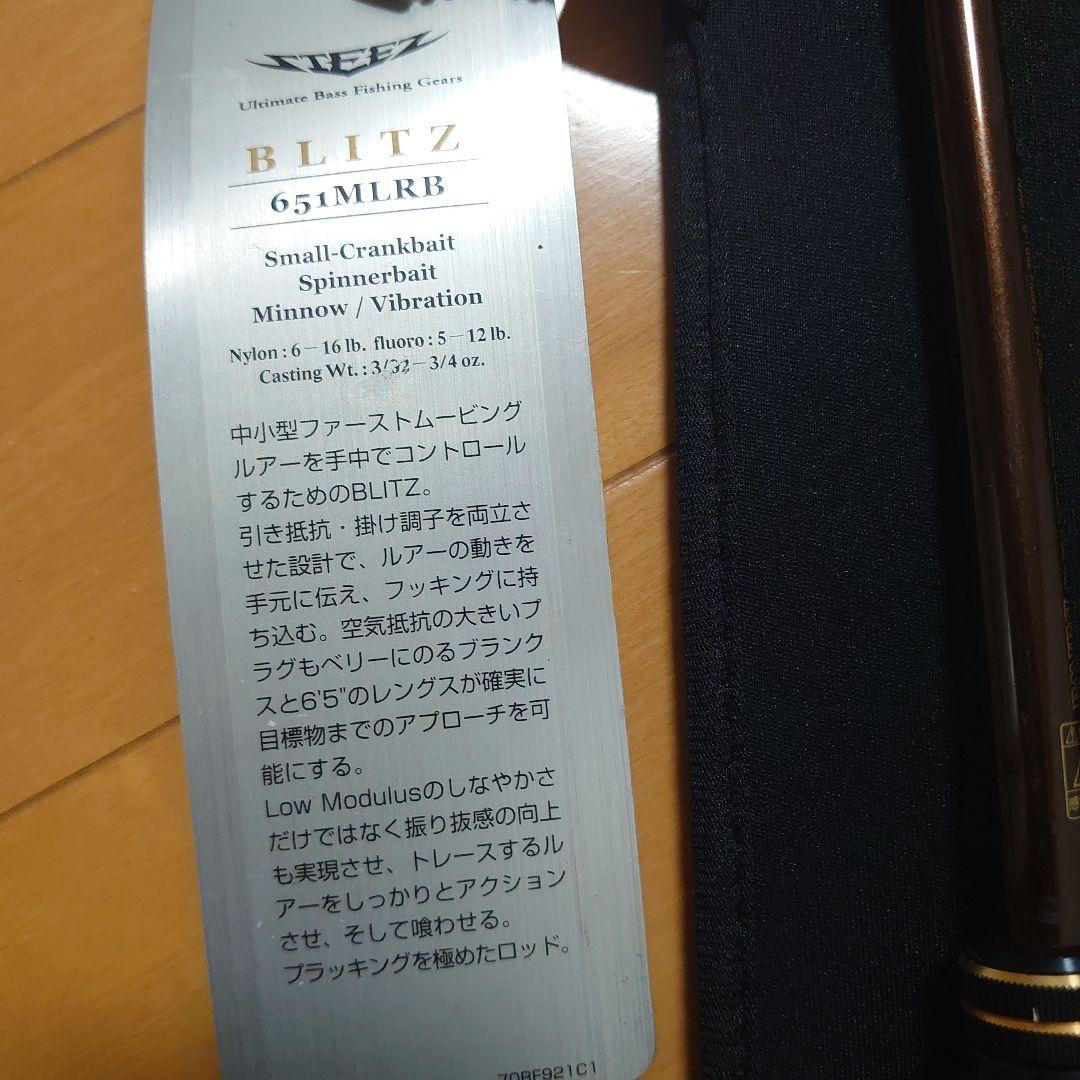 STEEZ
Ultimate Bass Fishing Gears
BLITZ
651MLRB
Small-Crankbait
Spinnerbait
Minnow / Vibration
Nylon : 6－16 lb. fluoro : 5－12 lb.
Casting Wt. : 3/32－3/4 oz.
中小型ファーストムービング
ルアーを手中でコントロール
するためのBLITZ。
引き抵抗・掛け調子を両立さ
せた設計で、ルアーの動きを
手元に伝え、フッキングに持
ち込む。空気抵抗の大きいプ
ラグもベリーにのるブランク
スと6'5"のレングスが確実に
目標物までのアプローチを可
能にする。
Low Modulusのしなやかさ
だけではなく振り抜感の向上
も実現させ、トレースするル
アーをしっかりとアクション
させ、そして喰わせる。
プラッキングを極めたロッド。
70BF921C1